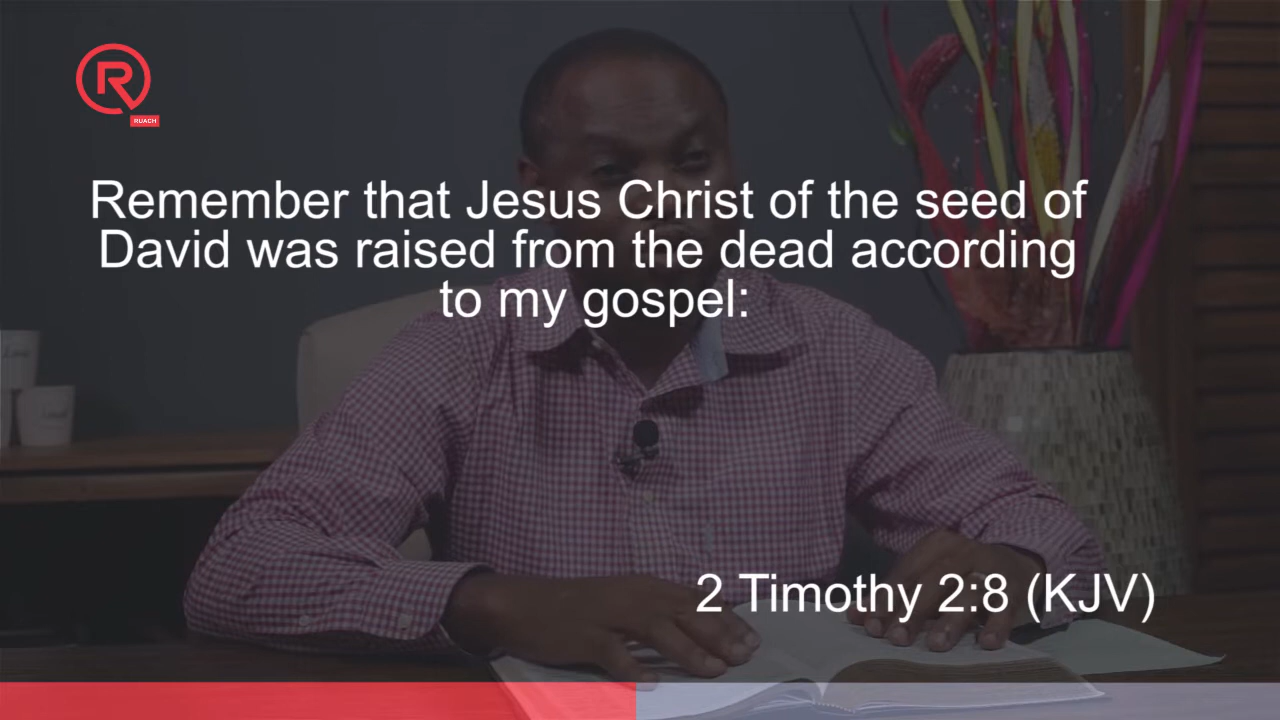 R
RUACH
Remember that Jesus Christ of the seed of
David was raised from the dead according
to my gospel:
2 Timothy 2:8 (KJV)